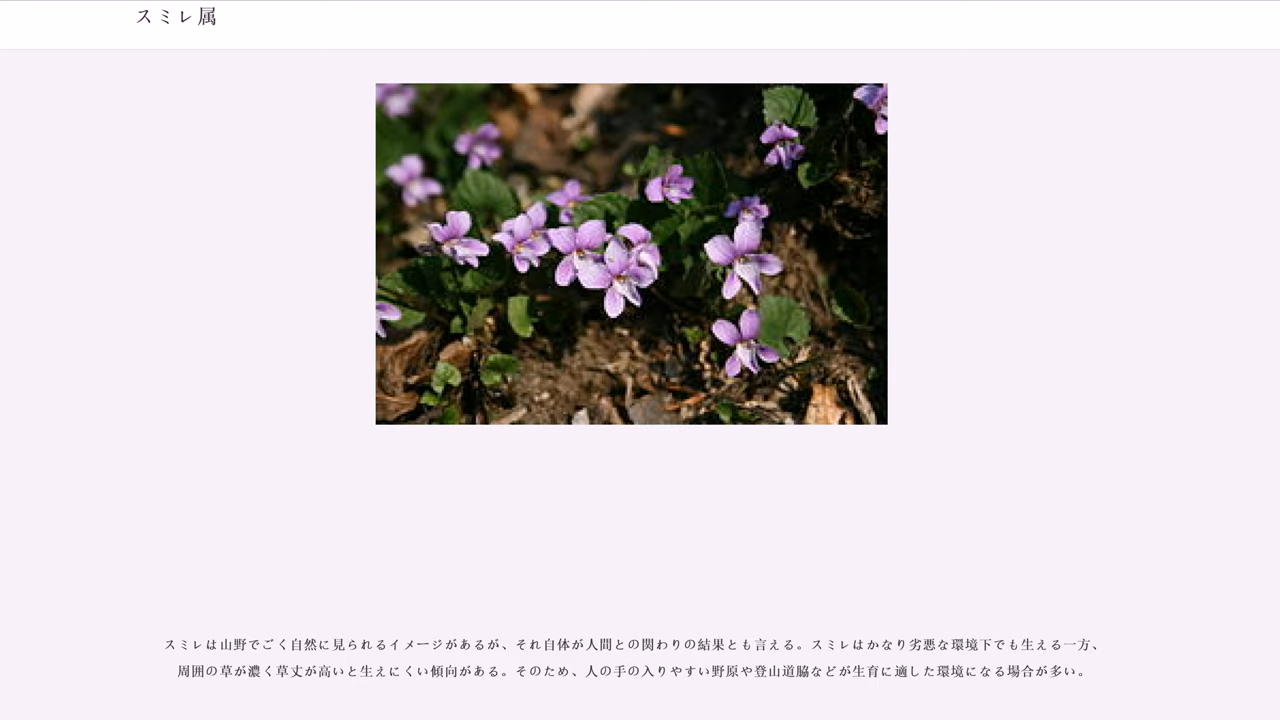 スミレ属
スミレは山野でごく自然に見られるイメージがあるが、それ自体が人間との関わりの結果とも言える。スミレはかなり劣悪な環境下でも生える一方、
周囲の草が濃く草丈が高いと生えにくい傾向がある。そのため、人の手の入りやすい野原や登山道脇などが生育に適した環境になる場合が多い。